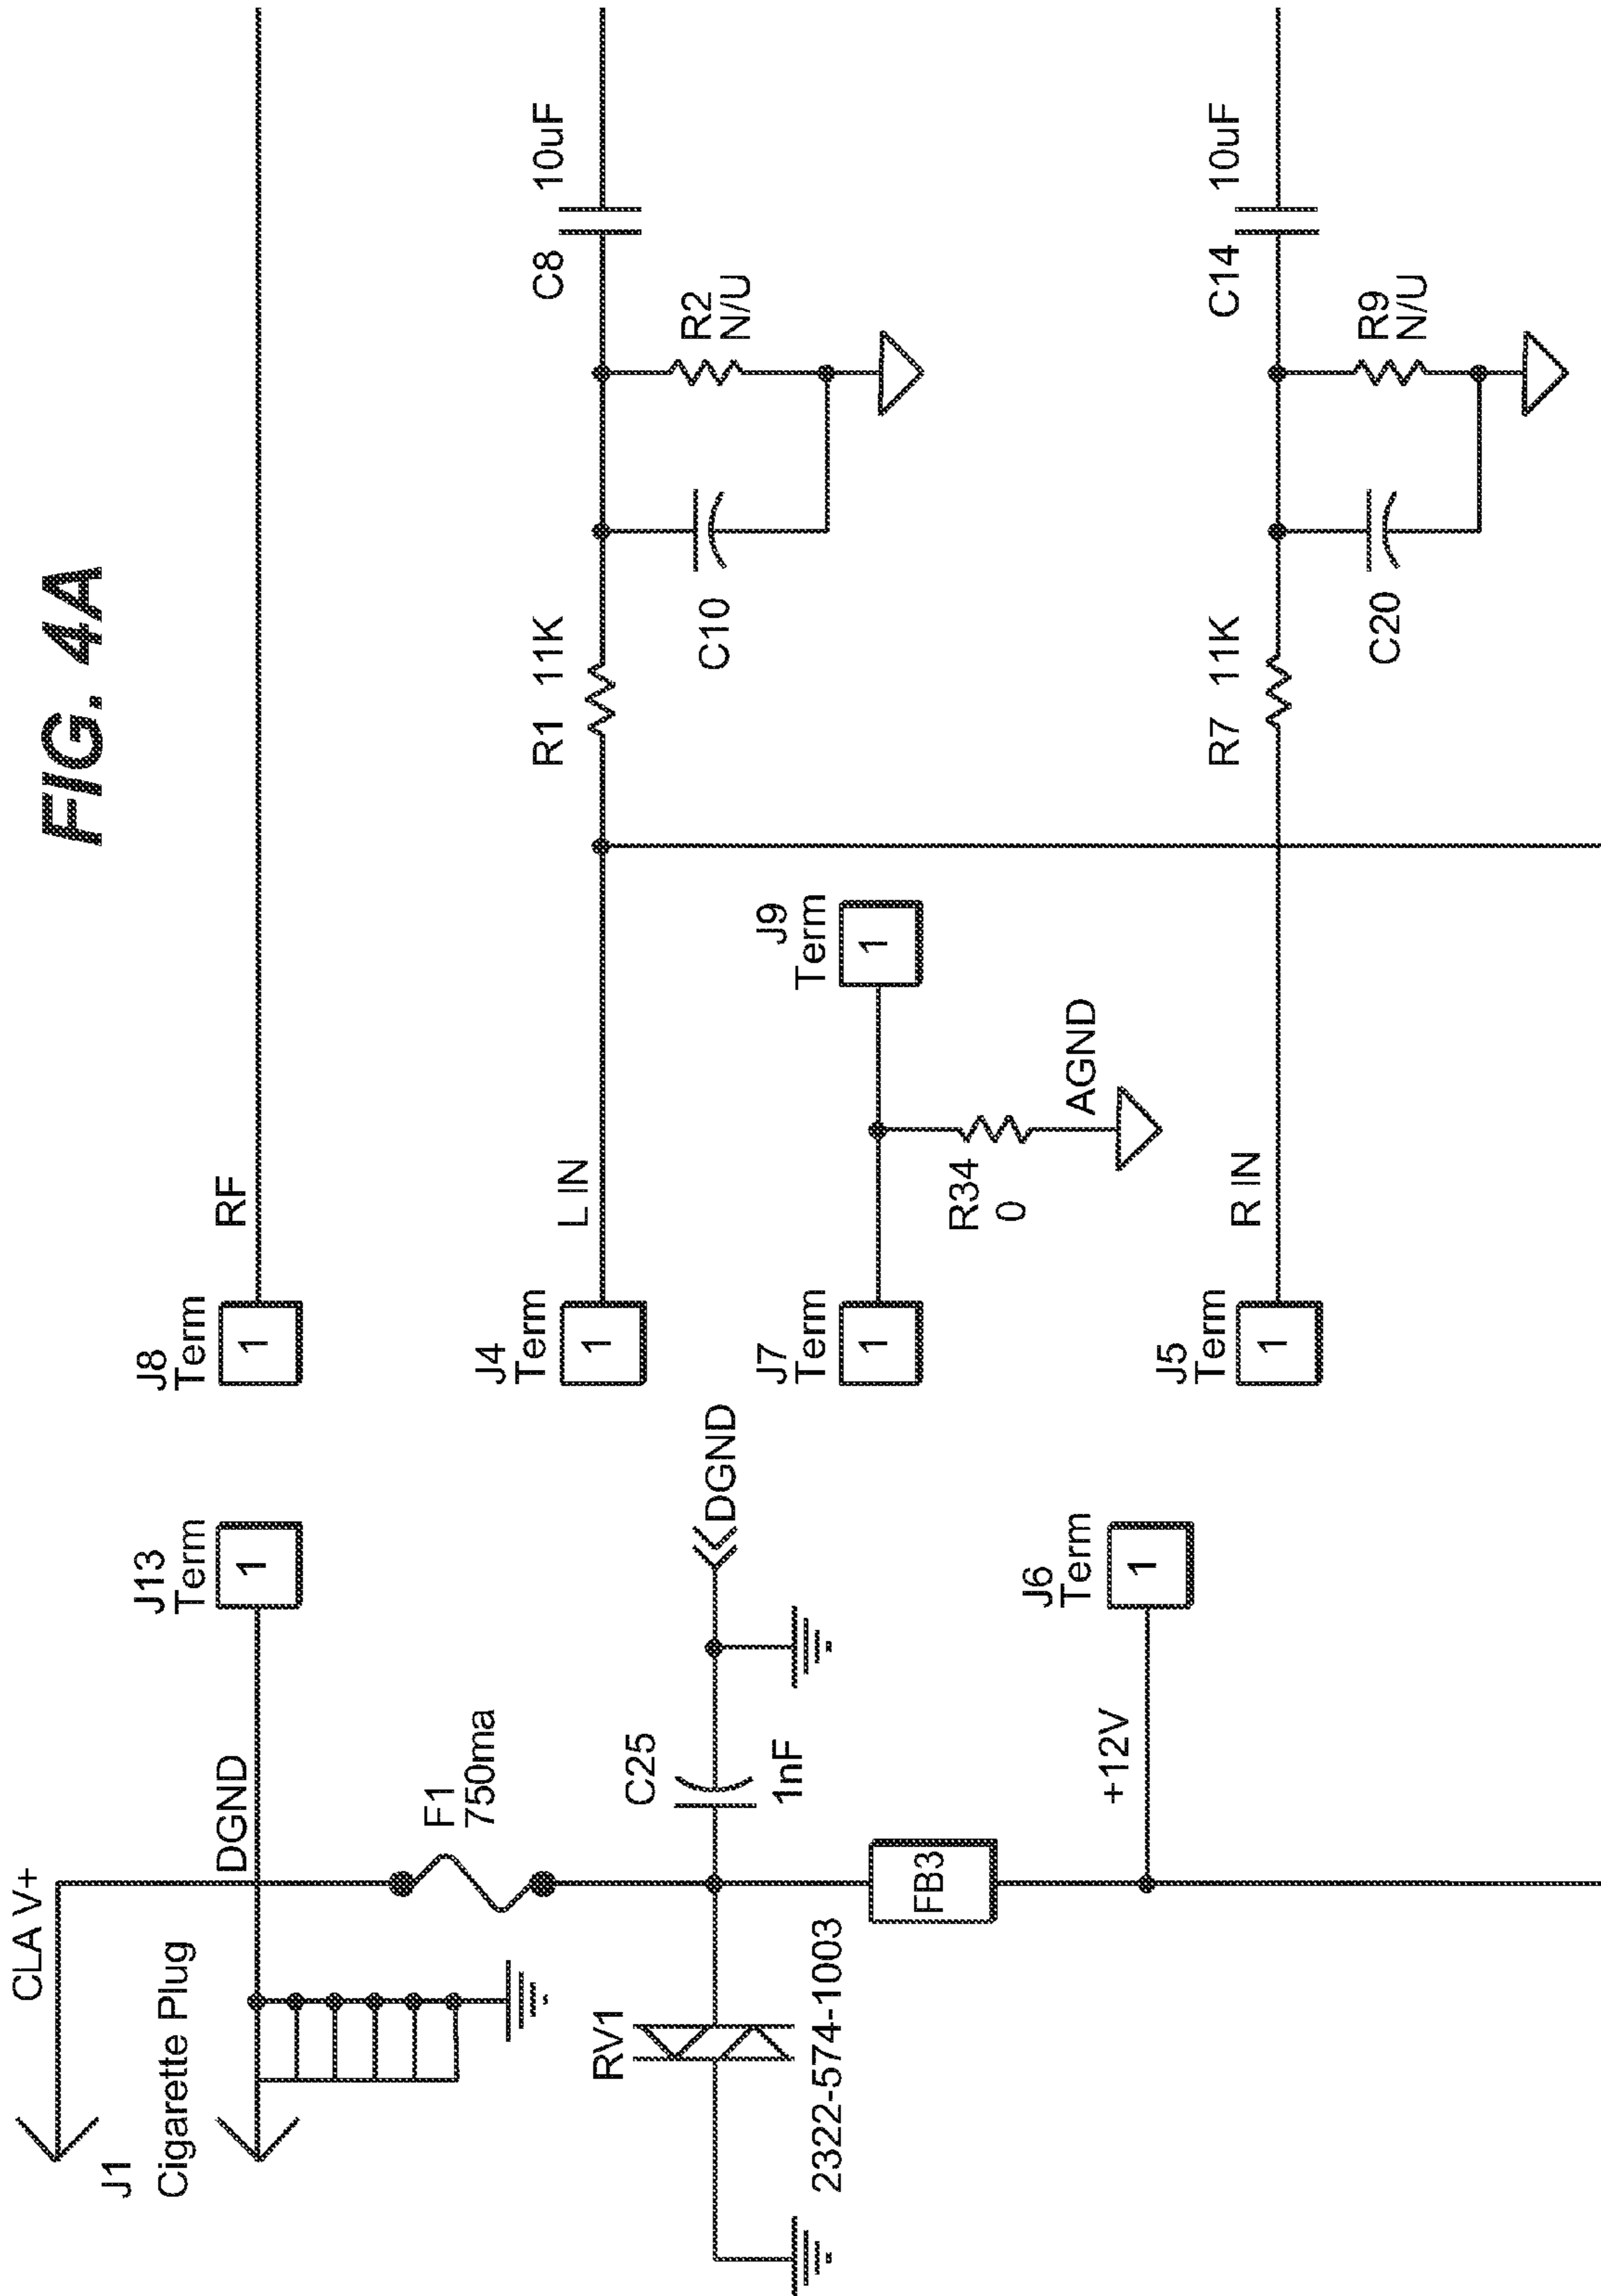 FIG. 4A
CLA V+
J1
Cigarette Plug
DGND
J13
Term
1
F1
750ma
RV1
2322-574-1003
C25
1nF
DGND
FB3
+12V
J6
Term
1
J8
Term
1
RF
J4
Term
1
L IN
R1 11K
C10
R2
N/U
C8 10uF
J7
Term
1
R34
0
AGND
J9
Term
1
J5
Term
1
R IN
R7 11K
C20
R9
N/U
C14 10uF